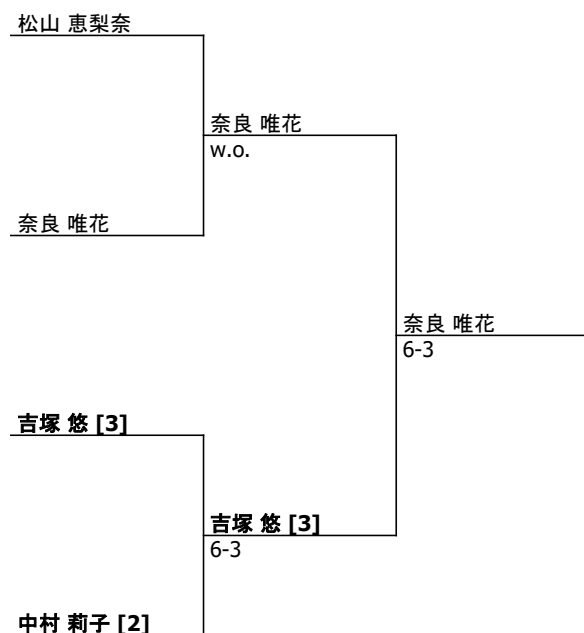 松山 恵梨奈
奈良 唯花
w.o.
奈良 唯花
奈良 唯花
6-3
吉塚 悠 [3]
吉塚 悠 [3]
6-3
中村 莉子 [2]